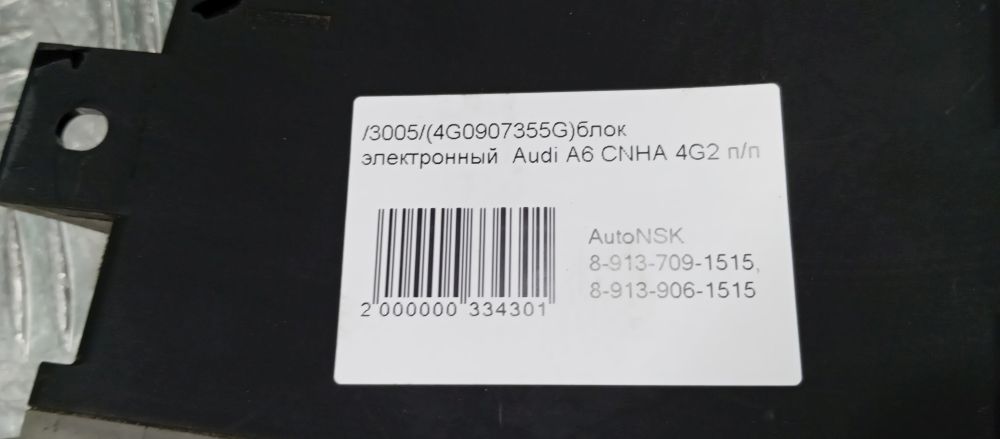 /3005/(4G0907355G)блок
электронный Audi A6 CNHA 4G2 п/п
AutoNSK
8-913-709-1515,
8-913-906-1515
2 000000 334301